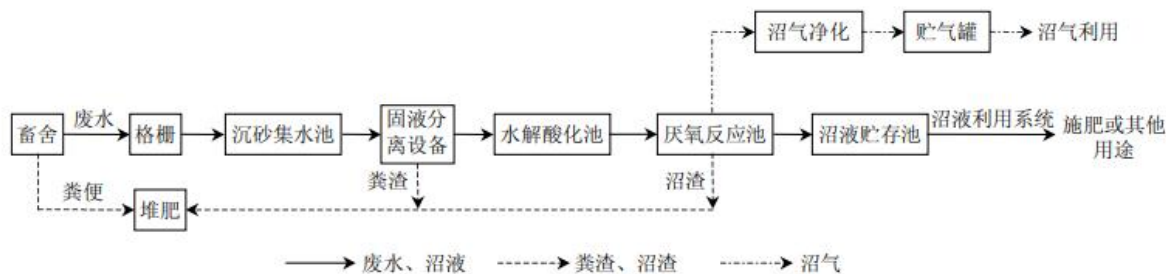 沼气净化
贮气罐
沼气利用
畜舍
废水
格栅
沉砂集水池
固液分
离设备
水解酸化池
厌氧反应池
沼液贮存池
沼液利用系统
施肥或其他
用途
粪便
堆肥
粪渣
沼渣
废水、沼液
粪渣、沼渣
沼气